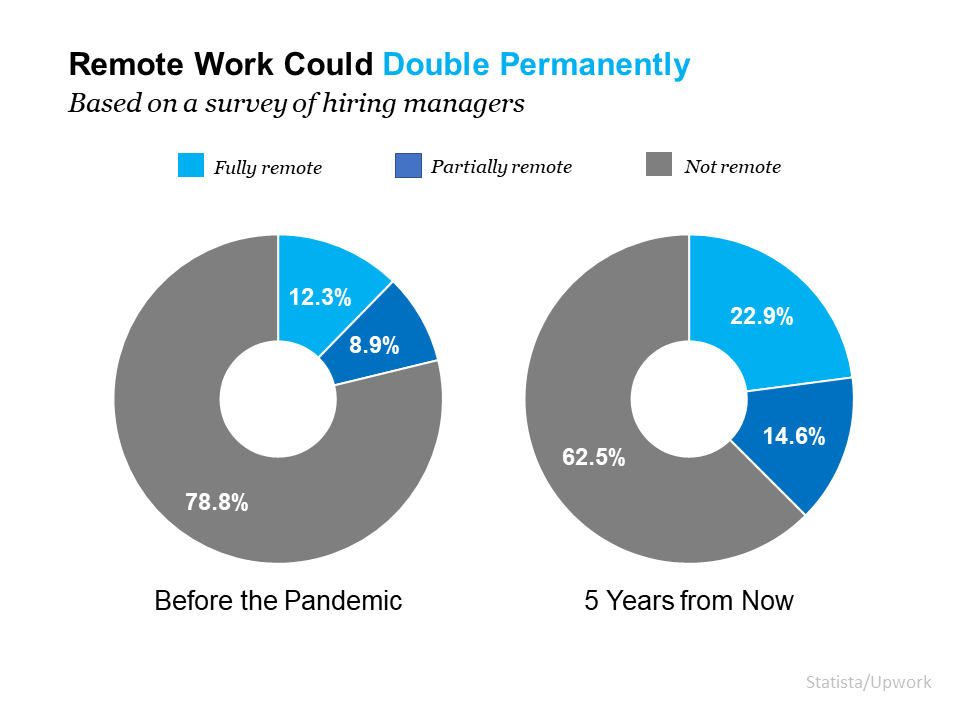 Remote Work Could Double Permanently
Based on a survey of hiring managers
Fully remote
Partially remote
Not remote
12.3%
8.9%
78.8%
22.9%
14.6%
62.5%
Before the Pandemic
5 Years from Now
Statista/Upwork